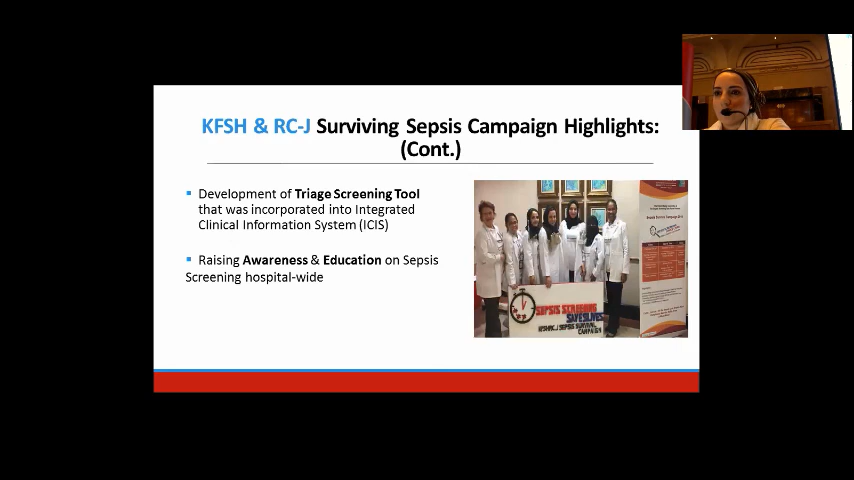 KFSH & RC-J Surviving Sepsis Campaign Highlights:
(Cont.)
▪ Development of Triage Screening Tool
that was incorporated into Integrated
Clinical Information System (ICIS)
▪ Raising Awareness & Education on Sepsis
Screening hospital-wide
SEPSIS SCREENING
SAVES LIVES
KFSHRC-J SEPSIS SURVIVAL
CAMPAIGN